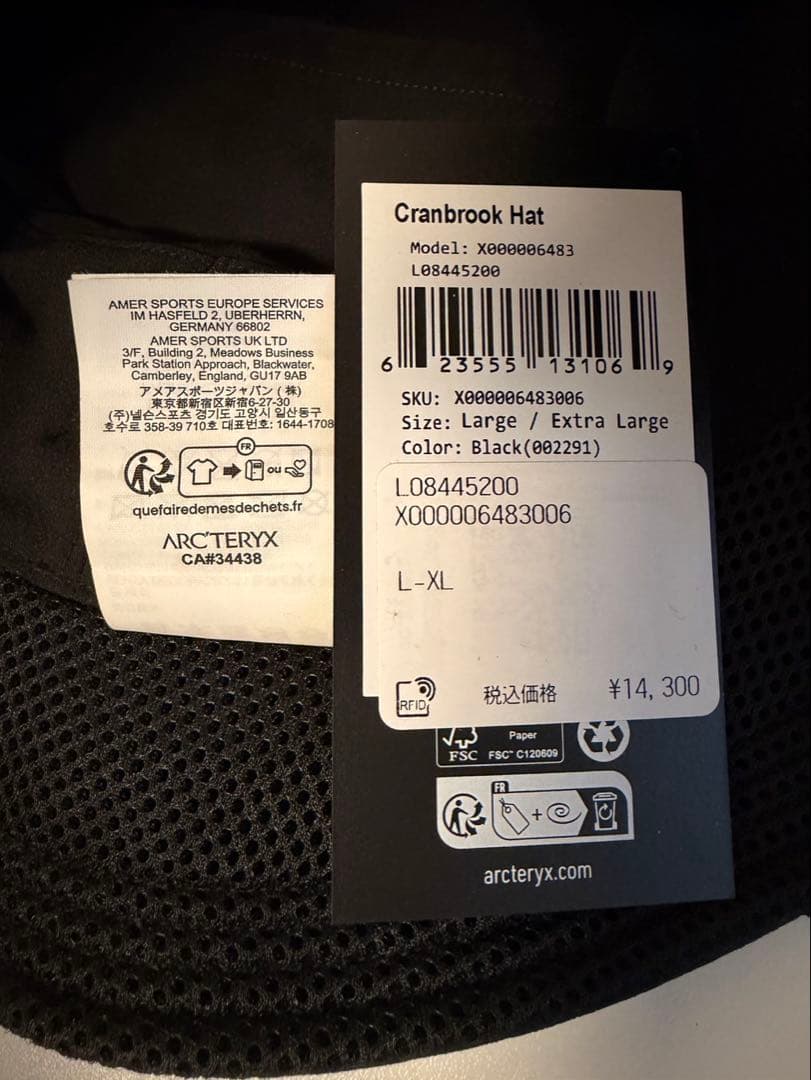 AMER SPORTS EUROPE SERVICES
IM HASFELD 2, UBERHERRN,
GERMANY 66802
AMER SPORTS UK LTD
3/F, Building 2, Meadows Business
Park Station Approach, Blackwater,
Camberley, England, GU17 9AB
アメアスポーツジャパン(株)
東京都新宿区新宿6-27-30
(주)넬슨스포츠 경기도 고양시 일산동구
호수로 358-39 710호 대표번호: 1644-1708
FR
ou
quefairedemesdechets.fr
ARC'TERYX
CA#34438
Cranbrook Hat
Model: X000006483
L08445200
6 23555 13106 9
SKU: X000006483006
Size: Large / Extra Large
Color: Black(002291)
L08445200
X000006483006
L-XL
RFID 税込価格 ¥14,300
Paper
FSC FSC™ C120609
FR
+
arcteryx.com